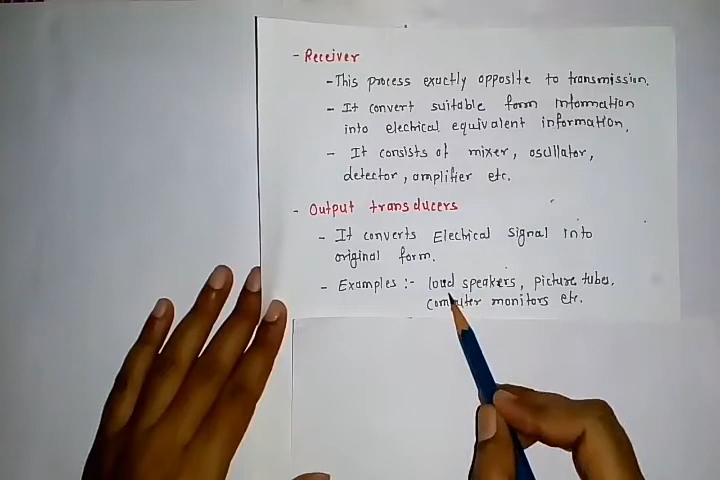 - Receiver
- This process exactly opposite to transmission.
- It convert suitable form information
into electrical equivalent information.
- It consists of mixer, oscillator,
detector, amplifier etc.
- Output transducers
- It converts Electrical signal into
original form.
- Examples :- loud speakers, picture tubes,
computer monitors etc.